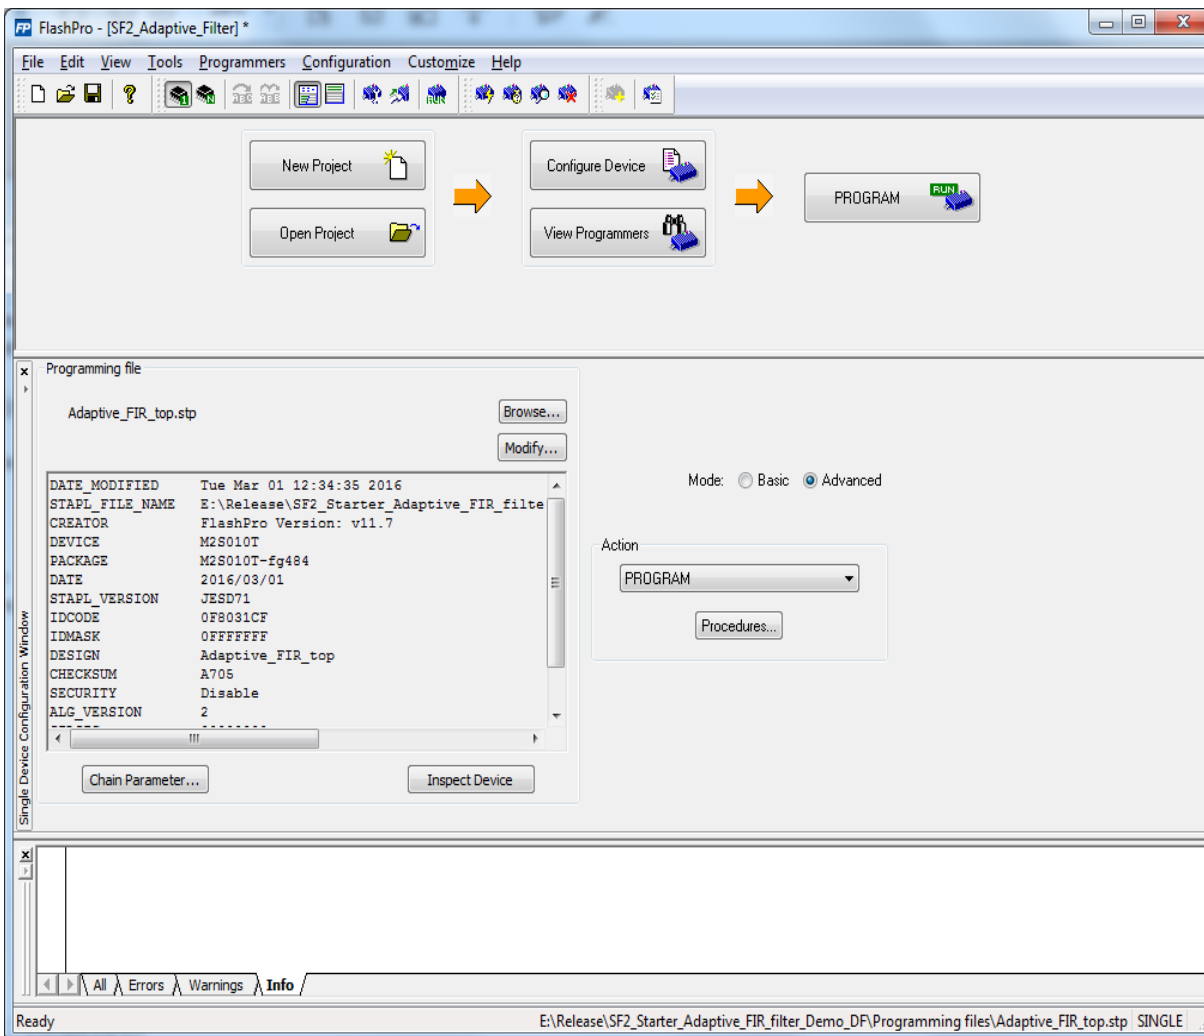 FlashPro - [SF2_Adaptive_Filter] *
File Edit View Tools Programmers Configuration Customize Help
New Project
Configure Device
PROGRAM
RUN
Open Project
View Programmers
Programming file
Adaptive_FIR_top.stp
Browse...
Modify...
DATE_MODIFIED Tue Mar 01 12:34:35 2016
STAPL_FILE_NAME E:\Release\SF2_Starter_Adaptive_FIR_filte
CREATOR FlashPro Version: v11.7
DEVICE M2S010T
PACKAGE M2S010T-fg484
DATE 2016/03/01
STAPL_VERSION JESD71
IDCODE 0F8031CF
IDMASK 0FFFFFFF
DESIGN Adaptive_FIR_top
CHECKSUM A705
SECURITY Disable
ALG_VERSION 2
Chain Parameter...
Inspect Device
Mode: Basic Advanced
Action
PROGRAM
Procedures...
Single Device Configuration Window
All Errors Warnings Info
Ready E:\Release\SF2_Starter_Adaptive_FIR_filter_Demo_DF\Programming files\Adaptive_FIR_top.stp SINGLE